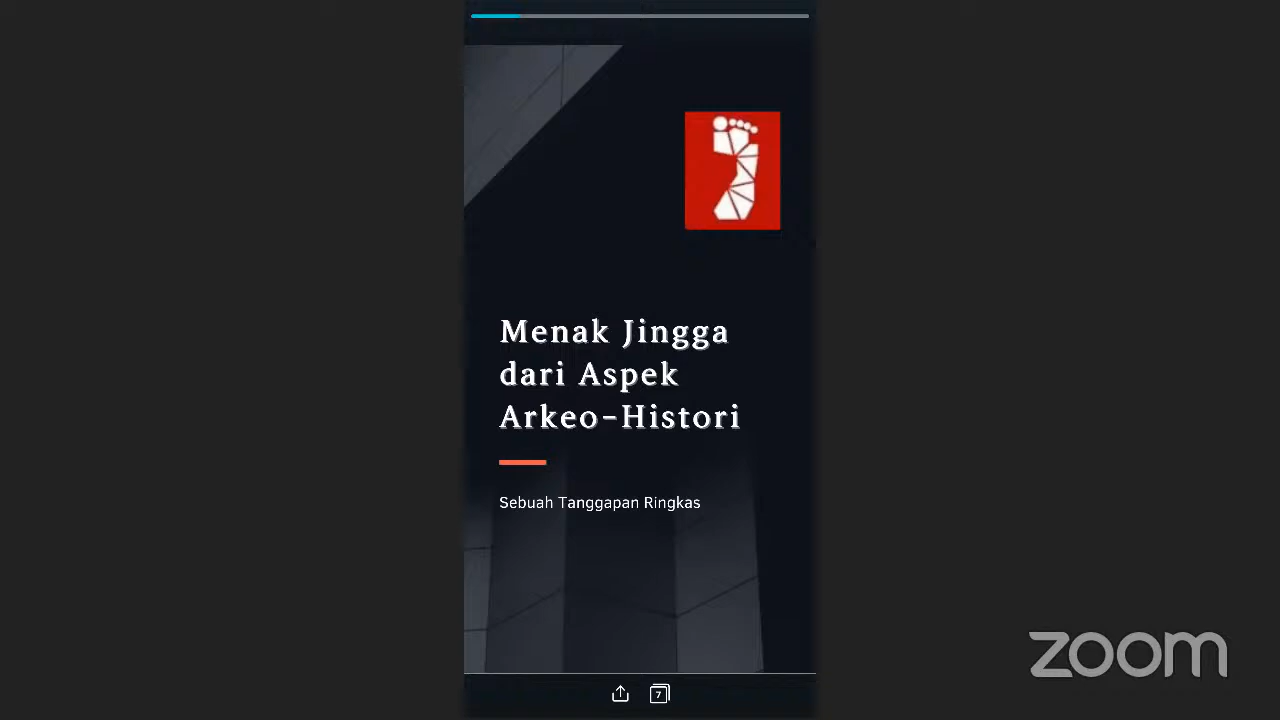 Menak Jingga
dari Aspek
Arkeo-Histori
Sebuah Tanggapan Ringkas
7
zoom